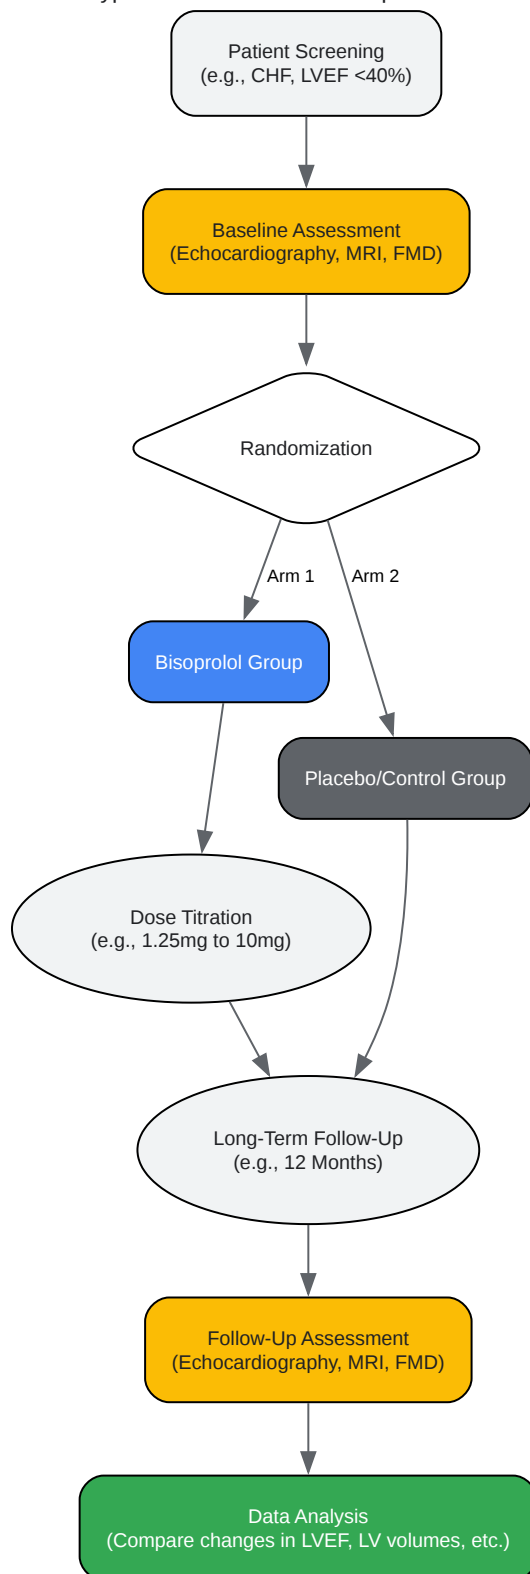 Patient Screening
(e.g., CHF, LVEF <40%)
Baseline Assessment
(Echocardiography, MRI, FMD)
Randomization
Arm 1
Arm 2
Bisoprolol Group
Placebo/Control Group
Dose Titration
(e.g., 1.25mg to 10mg)
Long-Term Follow-Up
(e.g., 12 Months)
Follow-Up Assessment
(Echocardiography, MRI, FMD)
Data Analysis
(Compare changes in LVEF, LV volumes, etc.)